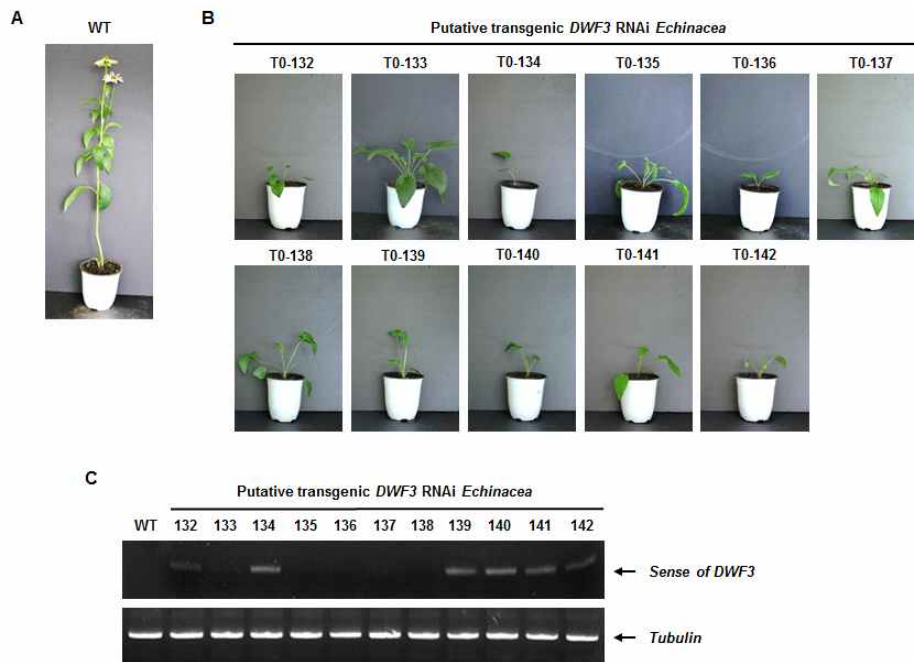 A
WT
B
Putative transgenic DWF3 RNAi Echinacea
T0-132 T0-133 T0-134 T0-135 T0-136 T0-137
T0-138 T0-139 T0-140 T0-141 T0-142
C
Putative transgenic DWF3 RNAi Echinacea
WT 132 133 134 135 136 137 138 139 140 141 142
Sense of DWF3
Tubulin